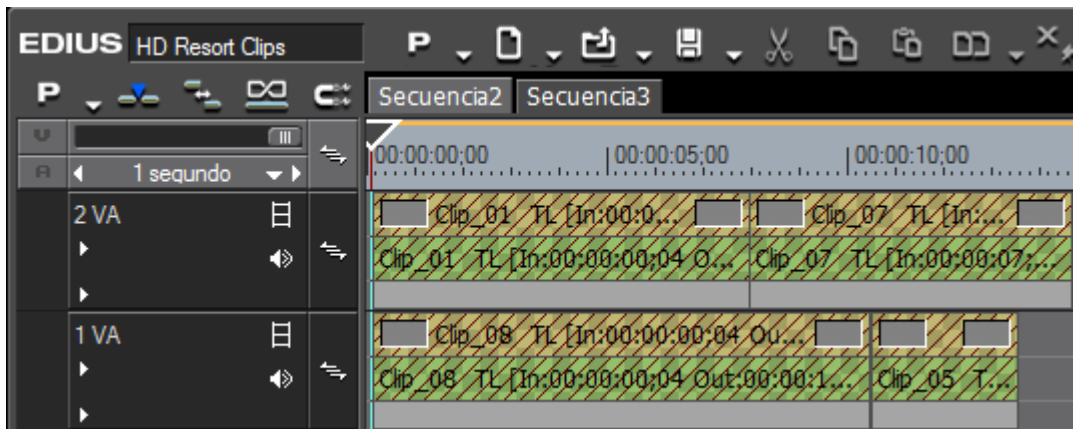 EDIUS HD Resort Clips P
P Secuencia2 Secuencia3
U
00:00:00;00 00:00:05;00 00:00:10;00
A 1 segundo
2 VA Clip_01 TL [In:00:0... Clip_07 TL [In:...
Clip_01 TL [In:00:00:00;04 O... Clip_07 TL [In:00:00:07;...
1 VA Clip_08 TL [In:00:00:00;04 Ou...
Clip_08 TL [In:00:00:00;04 Out:00:00:1... Clip_05 T...